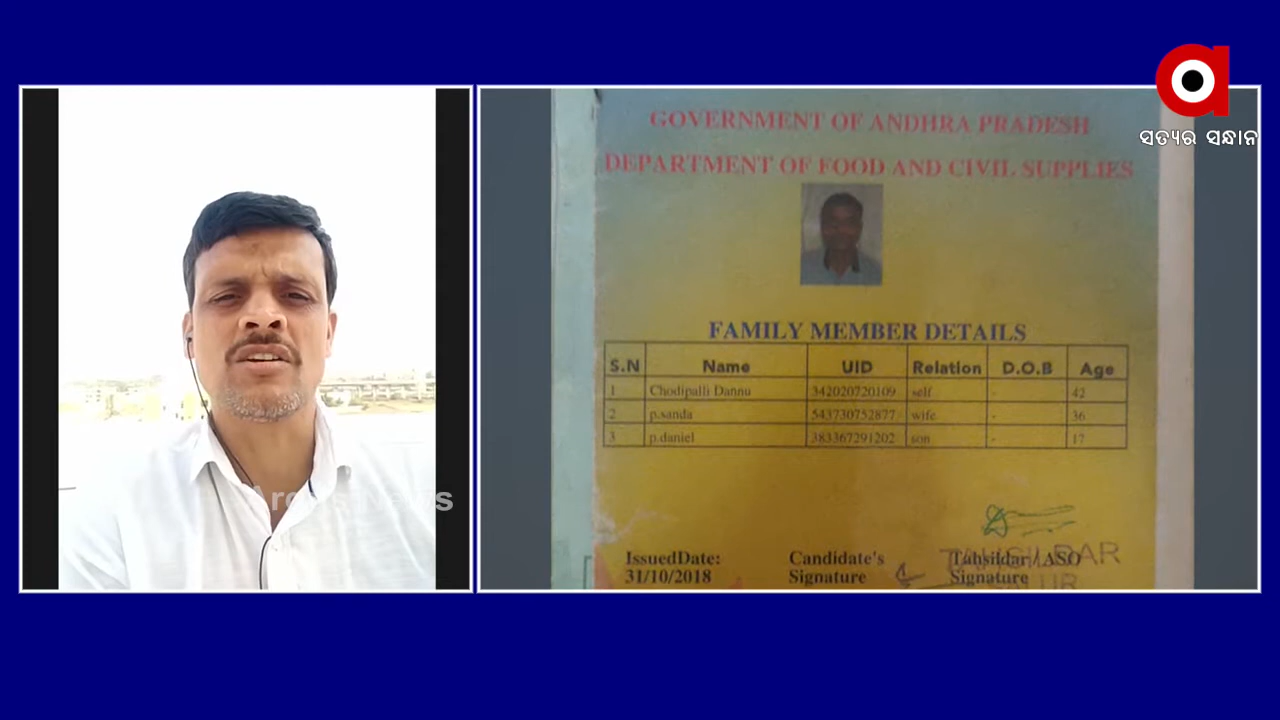 ସତ୍ୟର ସନ୍ଧାନ
GOVERNMENT OF ANDHRA PRADESH
DEPARTMENT OF FOOD AND CIVIL SUPPLIES
FAMILY MEMBER DETAILS
S.N Name UID Relation D.O.B Age
1 Chodipalli Dannu 342020720109 self - 42
2 p.sanda 543730752877 wife - 36
3 p.daniel 383367291202 son - 17
IssuedDate: Candidate's Tahsildar / ASO
31/10/2018 Signature Signature
TAHSILDAR
SALUR